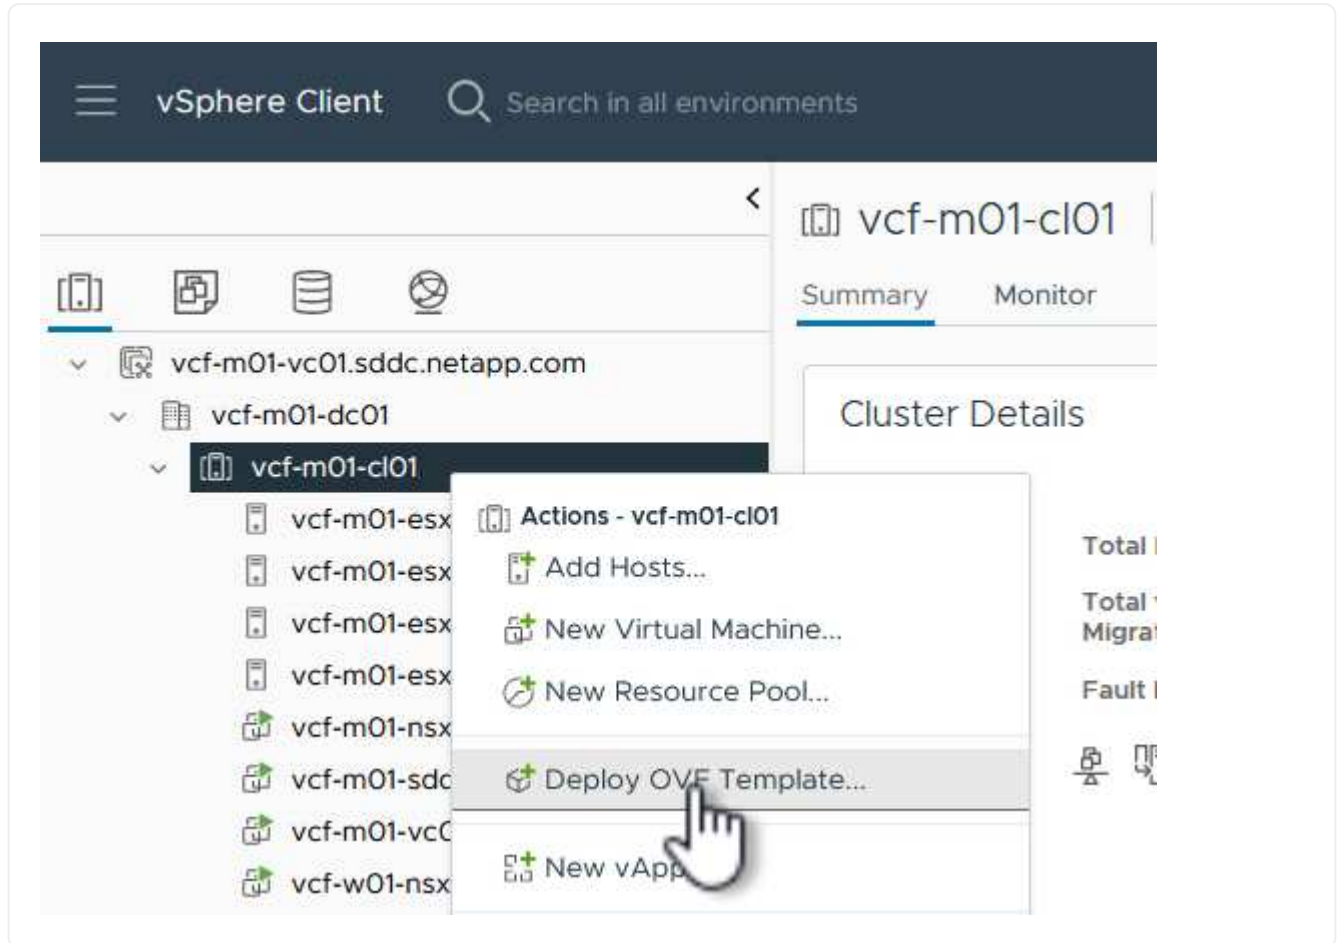 vSphere Client
Search in all environments
vcf-m01-cl01
Summary Monitor
vcf-m01-vc01.sddc.netapp.com
vcf-m01-dc01
Cluster Details
vcf-m01-cl01
Actions - vcf-m01-cl01
vcf-m01-esx
Add Hosts...
Total
vcf-m01-esx
Total
vcf-m01-esx
New Virtual Machine...
Migrat
vcf-m01-esx
New Resource Pool...
Fault
vcf-m01-nsx
vcf-m01-sdd
Deploy OVF Template...
vcf-m01-vc0
New vApp
vcf-w01-nsx